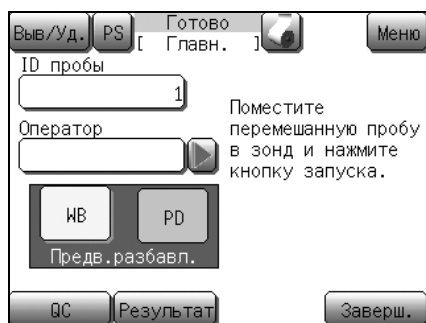 Выв/Уд. PS Готово Меню
[ Главн. ]
ID пробы
1
Оператор
Поместите
перемешанную пробу
в зонд и нажмите
кнопку запуска.
WB PD
Предв.разбавл.
QC Результат Заверш.